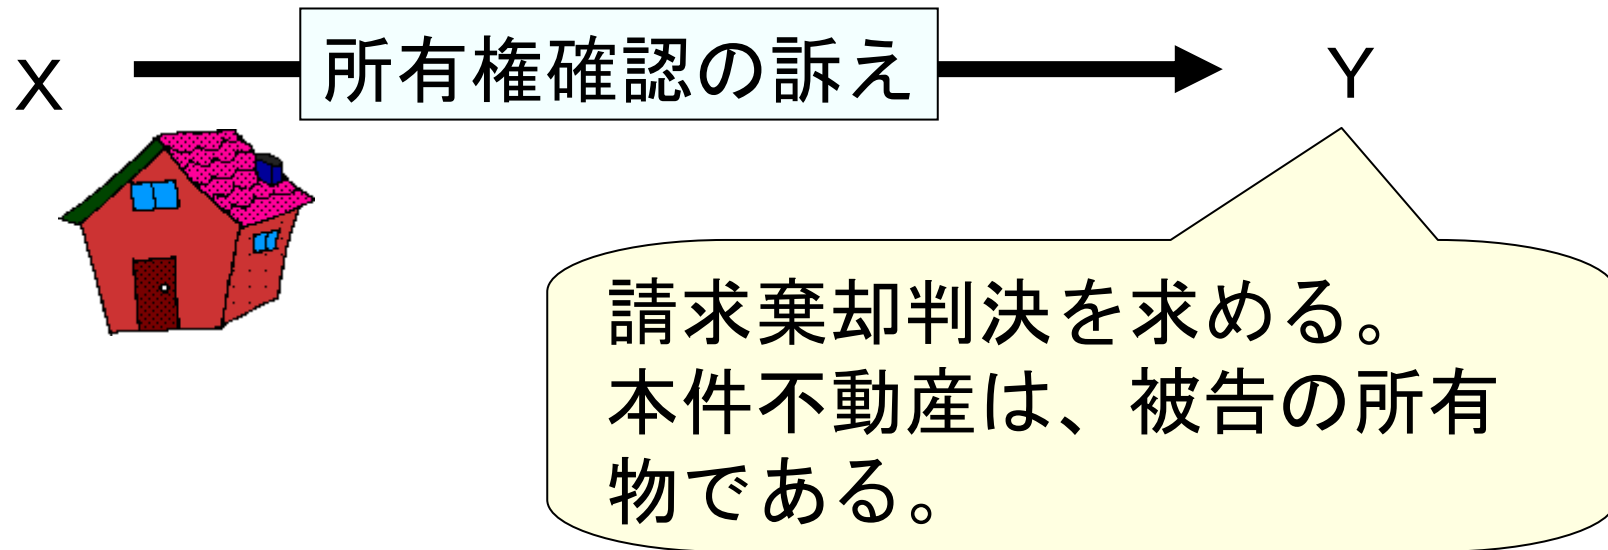 X
所有権確認の訴え
Y
請求棄却判決を求める。
本件不動産は、被告の所有
物である。